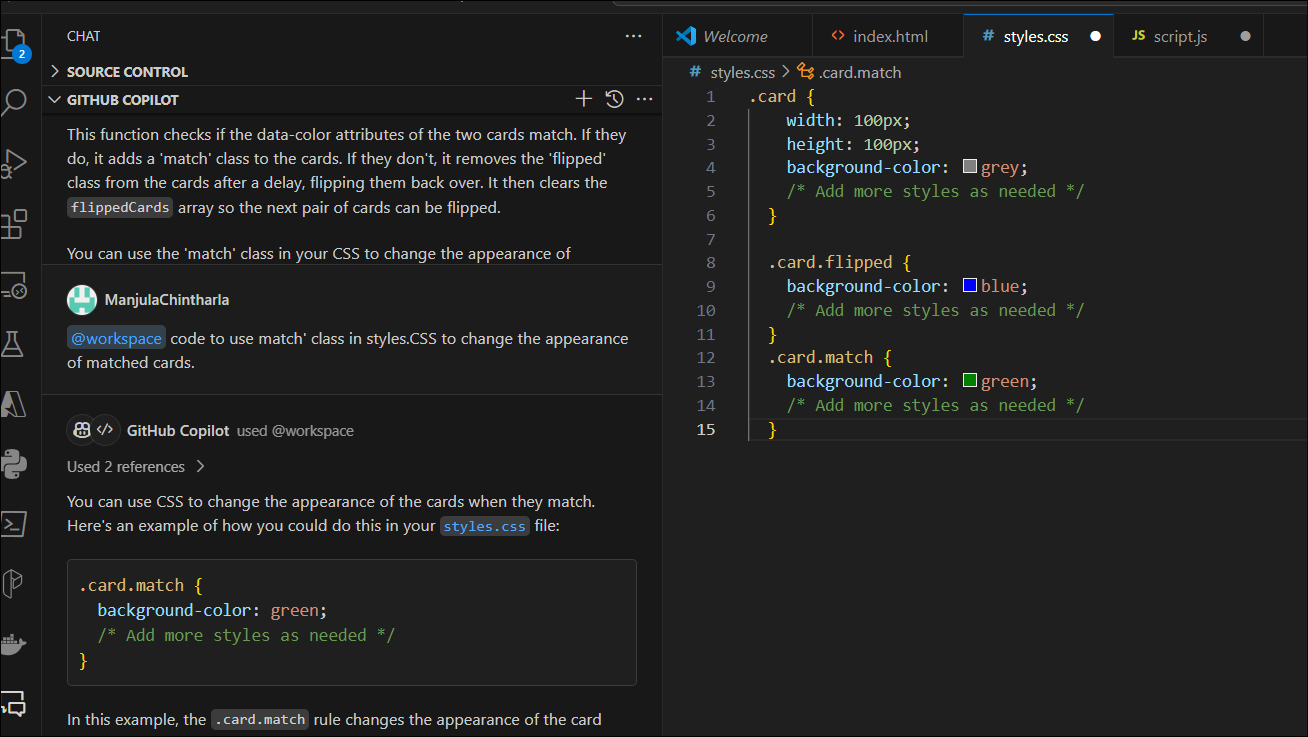 2
CHAT
SOURCE CONTROL
GITHUB COPILOT
This function checks if the data-color attributes of the two cards match. If they
do, it adds a 'match' class to the cards. If they don't, it removes the 'flipped'
class from the cards after a delay, flipping them back over. It then clears the
flippedCards array so the next pair of cards can be flipped.
You can use the 'match' class in your CSS to change the appearance of
ManjulaChintharla
@workspace code to use match' class in styles.CSS to change the appearance
of matched cards.
GitHub Copilot used @workspace
Used 2 references
You can use CSS to change the appearance of the cards when they match.
Here's an example of how you could do this in your styles.css file:
.card.match {
background-color: green;
/* Add more styles as needed */
}
In this example, the .card.match rule changes the appearance of the card
Welcome
<> index.html
# styles.css
JS script.js
# styles.css > .card.match
1 .card {
2 width: 100px;
3 height: 100px;
4 background-color: grey;
5 /* Add more styles as needed */
6 }
7
8 .card.flipped {
9 background-color: blue;
10 /* Add more styles as needed */
11 }
12 .card.match {
13 background-color: green;
14 /* Add more styles as needed */
15 }